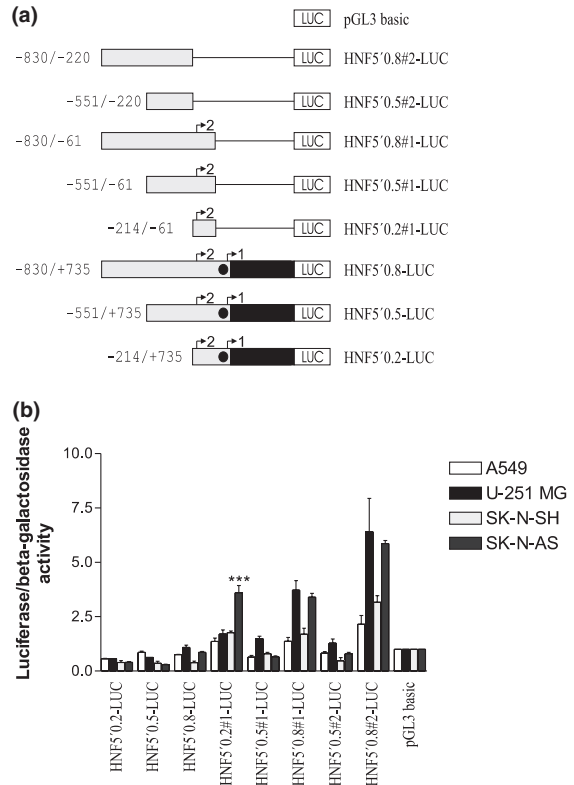 (a)
LUC pGL3 basic
-830/-220 LUC HNF5′0.8#2-LUC
-551/-220 LUC HNF5′0.5#2-LUC
-830/-61 2 LUC HNF5′0.8#1-LUC
-551/-61 2 LUC HNF5′0.5#1-LUC
-214/-61 2 LUC HNF5′0.2#1-LUC
-830/+735 2 1 LUC HNF5′0.8-LUC
-551/+735 2 1 LUC HNF5′0.5-LUC
-214/+735 2 1 LUC HNF5′0.2-LUC
(b)
Luciferase/beta-galactosidase
activity
10.0
7.5
5.0
2.5
0.0
***
A549
U-251 MG
SK-N-SH
SK-N-AS
HNF5′0.2-LUC
HNF5′0.5-LUC
HNF5′0.8-LUC
HNF5′0.2#1-LUC
HNF5′0.5#1-LUC
HNF5′0.8#1-LUC
HNF5′0.5#2-LUC
HNF5′0.8#2-LUC
pGL3 basic